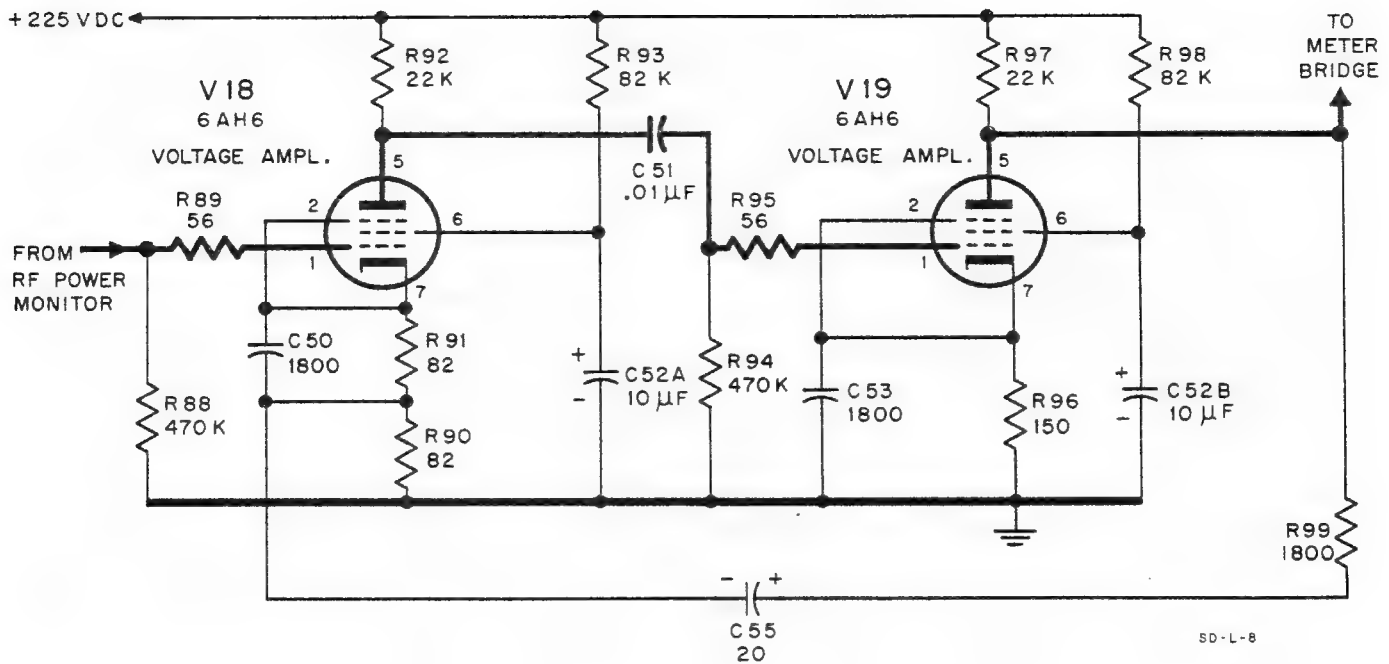 +225 VDC
R92
22 K
R93
82 K
R97
22 K
R98
82 K
TO
METER
BRIDGE
V18
6AH6
VOLTAGE AMPL.
V19
6AH6
VOLTAGE AMPL.
5
5
C51
.01µF
R89
56
2
6
R95
56
2
6
FROM
RF POWER
MONITOR
1
7
1
7
C50
1800
R91
82
R88
470 K
R90
82
C52A
10 µF
+
-
R94
470K
C53
1800
R96
150
+
-
C52B
10 µF
R99
1800
- +
C55
20
SD-L-8